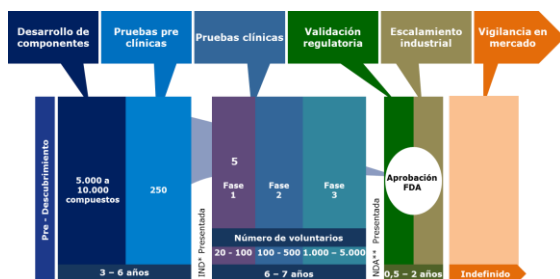 Desarrollo de
componentes
Pruebas pre
clínicas
Pruebas clínicas
Validación
regulatoria
Escalamiento
industrial
Vigilancia en
mercado
Pre - Descubrimiento
5.000 a
10.000
compuestos
250
IND* Presentada
5
Fase
1
Fase
2
Fase
3
Número de voluntarios
20 - 100
100 - 500
1.000 – 5.000
NDA** Presentada
Aprobación
FDA
3 – 6 años
6 – 7 años
0,5 – 2 años
Indefinido